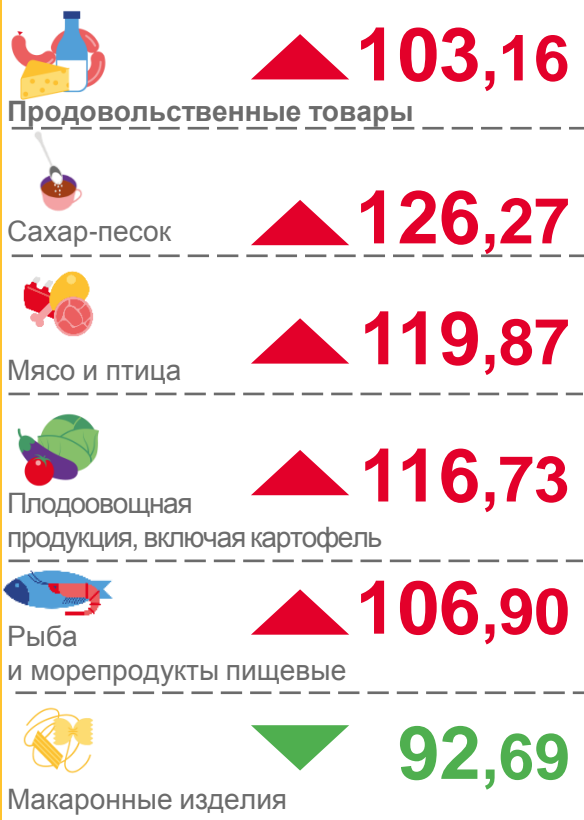 103,16
Продовольственные товары
126,27
Сахар-песок
119,87
Мясо и птица
116,73
Плодоовощная
продукция, включая картофель
106,90
Рыба
и морепродукты пищевые
92,69
Макаронные изделия